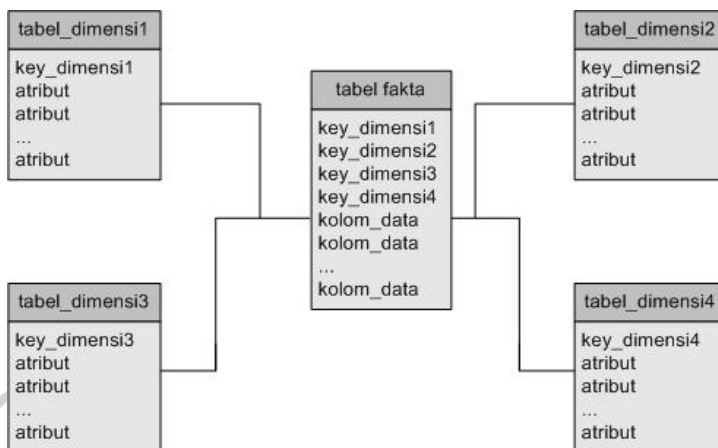 tabel_dimensi1
key_dimensi1
atribut
atribut
...
atribut
tabel_dimensi2
key_dimensi2
atribut
atribut
...
atribut
tabel fakta
key_dimensi1
key_dimensi2
key_dimensi3
key_dimensi4
kolom_data
kolom_data
...
kolom_data
tabel_dimensi3
key_dimensi3
atribut
atribut
...
atribut
tabel_dimensi4
key_dimensi4
atribut
atribut
...
atribut